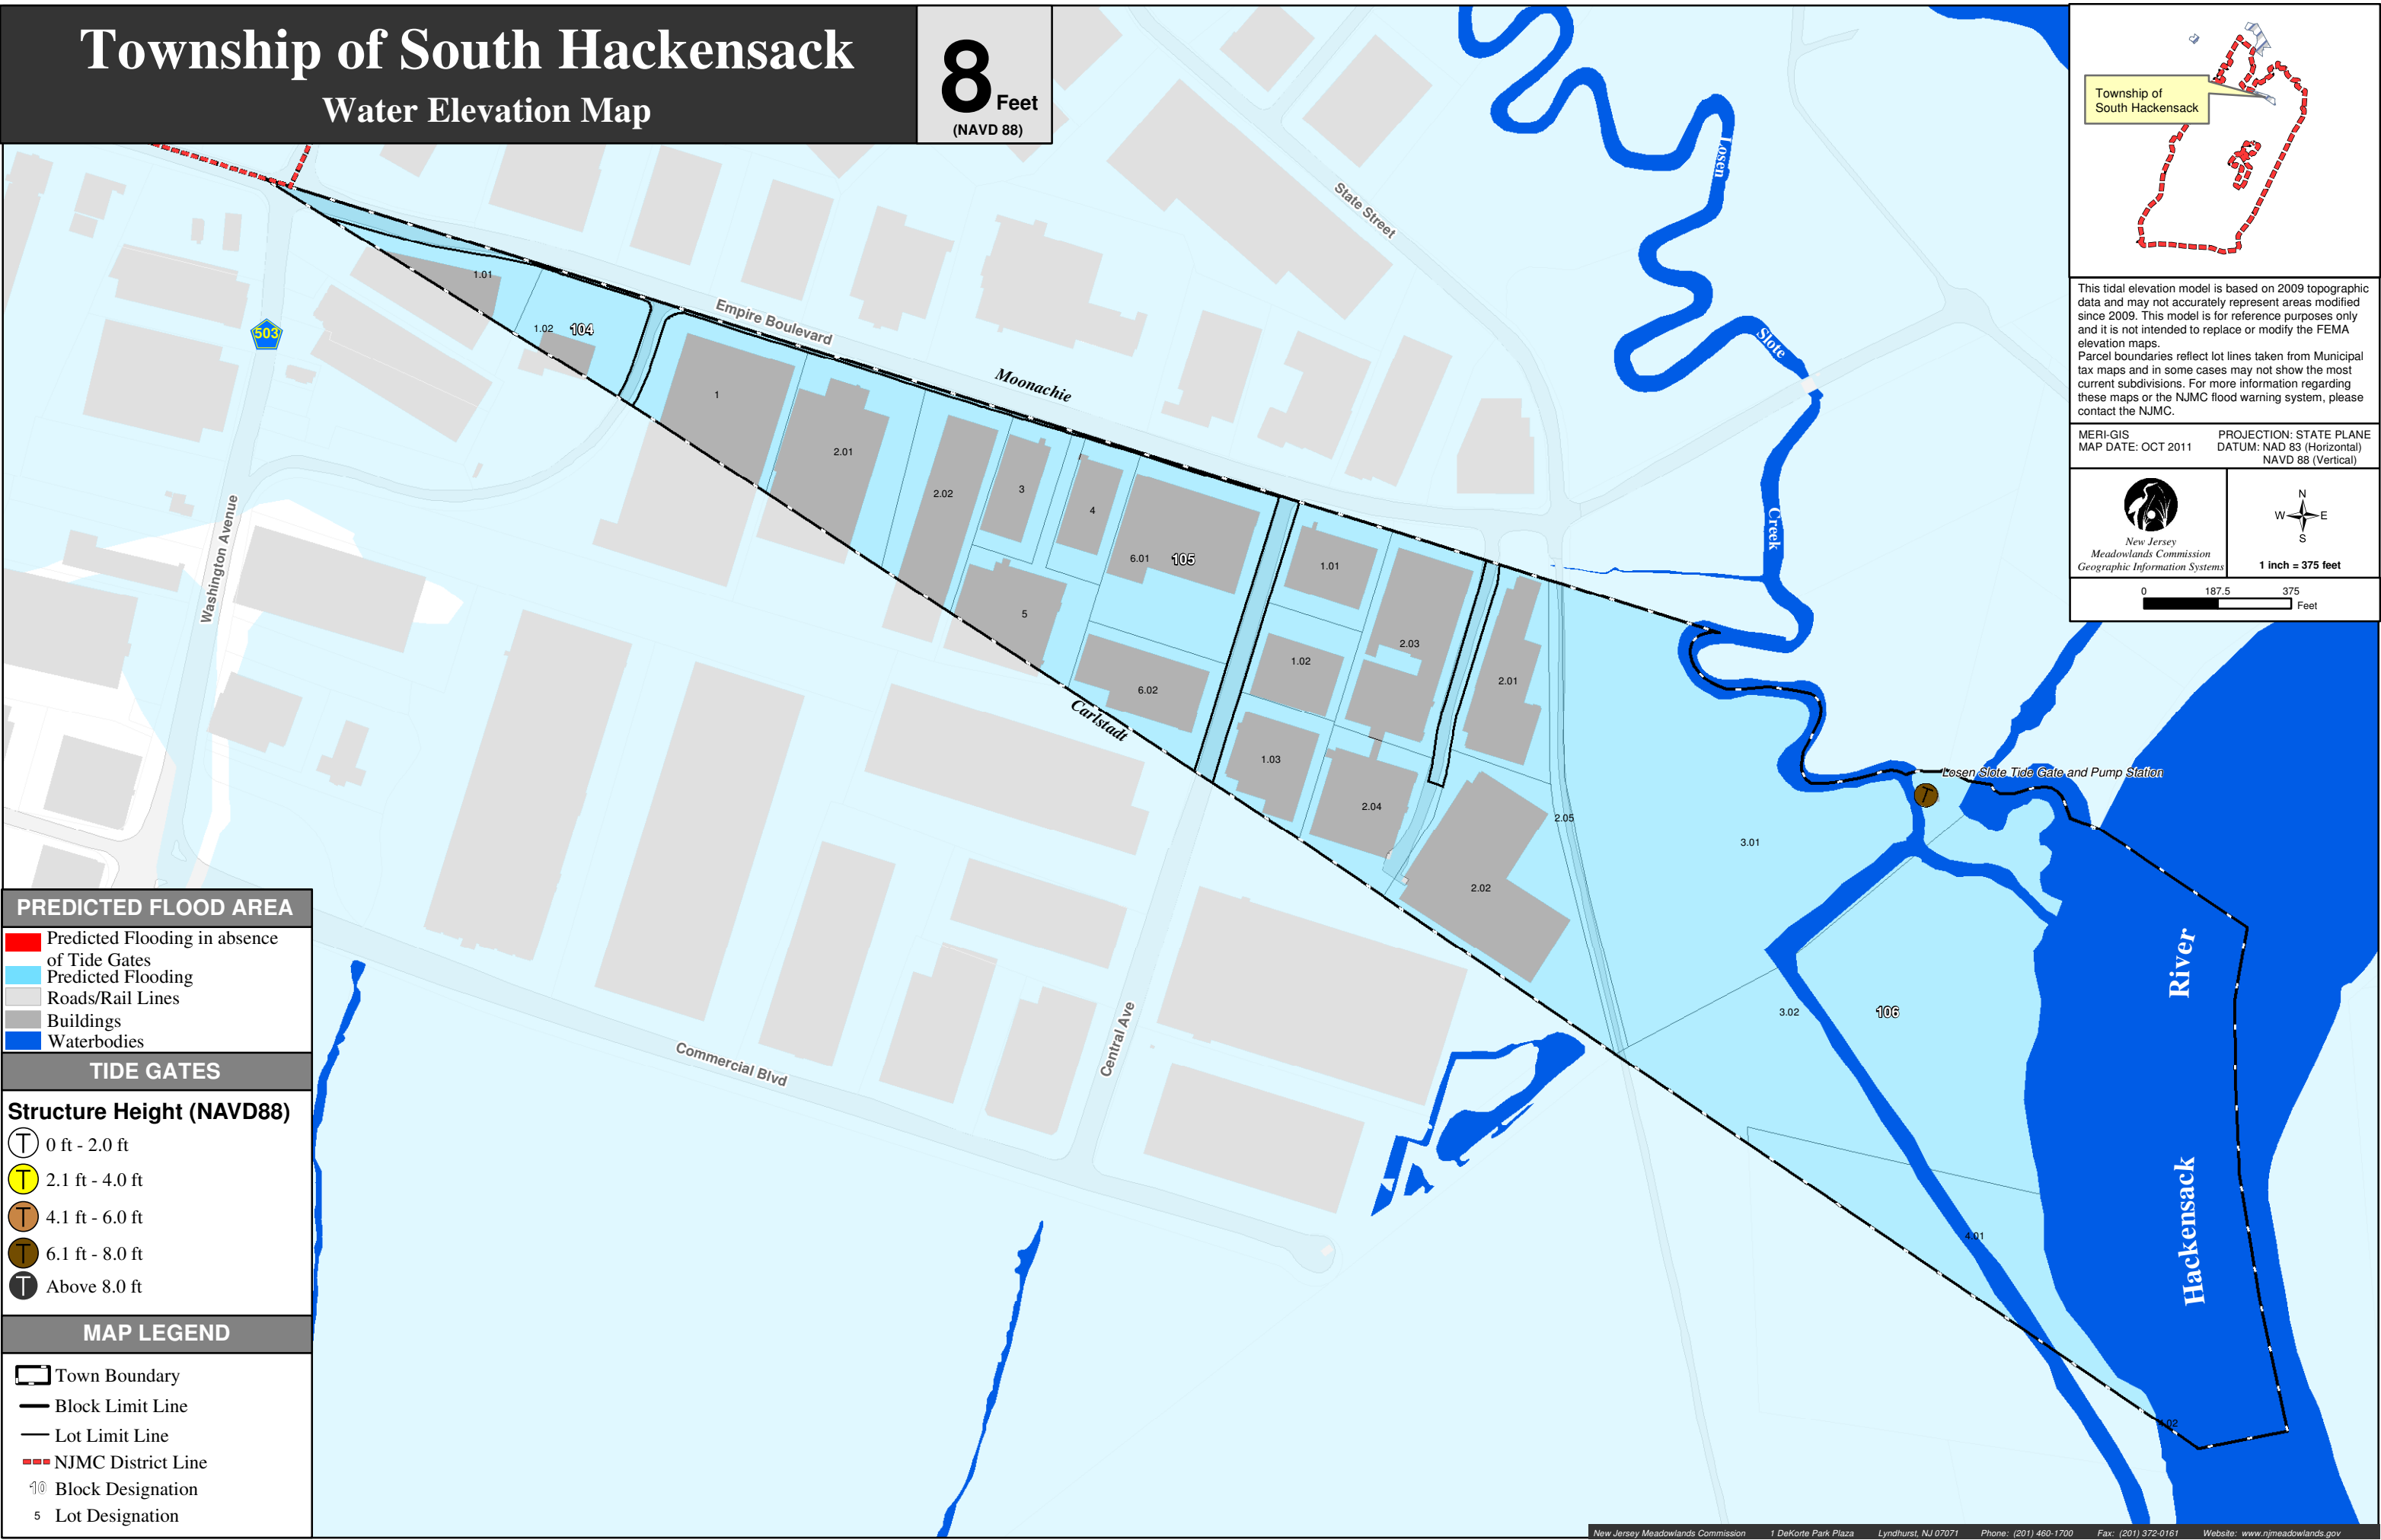 Township of South Hackensack
Water Elevation Map
8 Feet
(NAVD 88)
Township of
South Hackensack
This tidal elevation model is based on 2009 topographic
data and may not accurately represent areas modified
since 2009. This model is for reference purposes only
and it is not intended to replace or modify the FEMA
elevation maps.
Parcel boundaries reflect lot lines taken from Municipal
tax maps and in some cases may not show the most
current subdivisions. For more information regarding
these maps or the NJMC flood warning system, please
contact the NJMC.
MERI-GIS
MAP DATE: OCT 2011
PROJECTION: STATE PLANE
DATUM: NAD 83 (Horizontal)
NAVD 88 (Vertical)
New Jersey
Meadowlands Commission
Geographic Information Systems
N
W E
S
1 inch = 375 feet
0 187.5 375
Feet
Losen
Slote
Creek
State Street
Empire Boulevard
Moonachie
503
Washington Avenue
1.01
1.02
104
1
2.01
2.02
3
4
5
6.01
105
6.02
1.01
1.02
1.03
2.03
2.04
2.01
2.02
2.05
3.01
3.02
106
4.01
4.02
Carlstadt
Losen Slote Tide Gate and Pump Station
T
Central Ave
Commercial Blvd
Hackensack
River
PREDICTED FLOOD AREA
Predicted Flooding in absence
of Tide Gates
Predicted Flooding
Roads/Rail Lines
Buildings
Waterbodies
TIDE GATES
Structure Height (NAVD88)
T 0 ft - 2.0 ft
T 2.1 ft - 4.0 ft
T 4.1 ft - 6.0 ft
T 6.1 ft - 8.0 ft
T Above 8.0 ft
MAP LEGEND
Town Boundary
Block Limit Line
Lot Limit Line
NJMC District Line
10 Block Designation
5 Lot Designation
New Jersey Meadowlands Commission 1 DeKorte Park Plaza Lyndhurst, NJ 07071 Phone: (201) 460-1700 Fax: (201) 372-0161 Website: www.njmeadowlands.gov